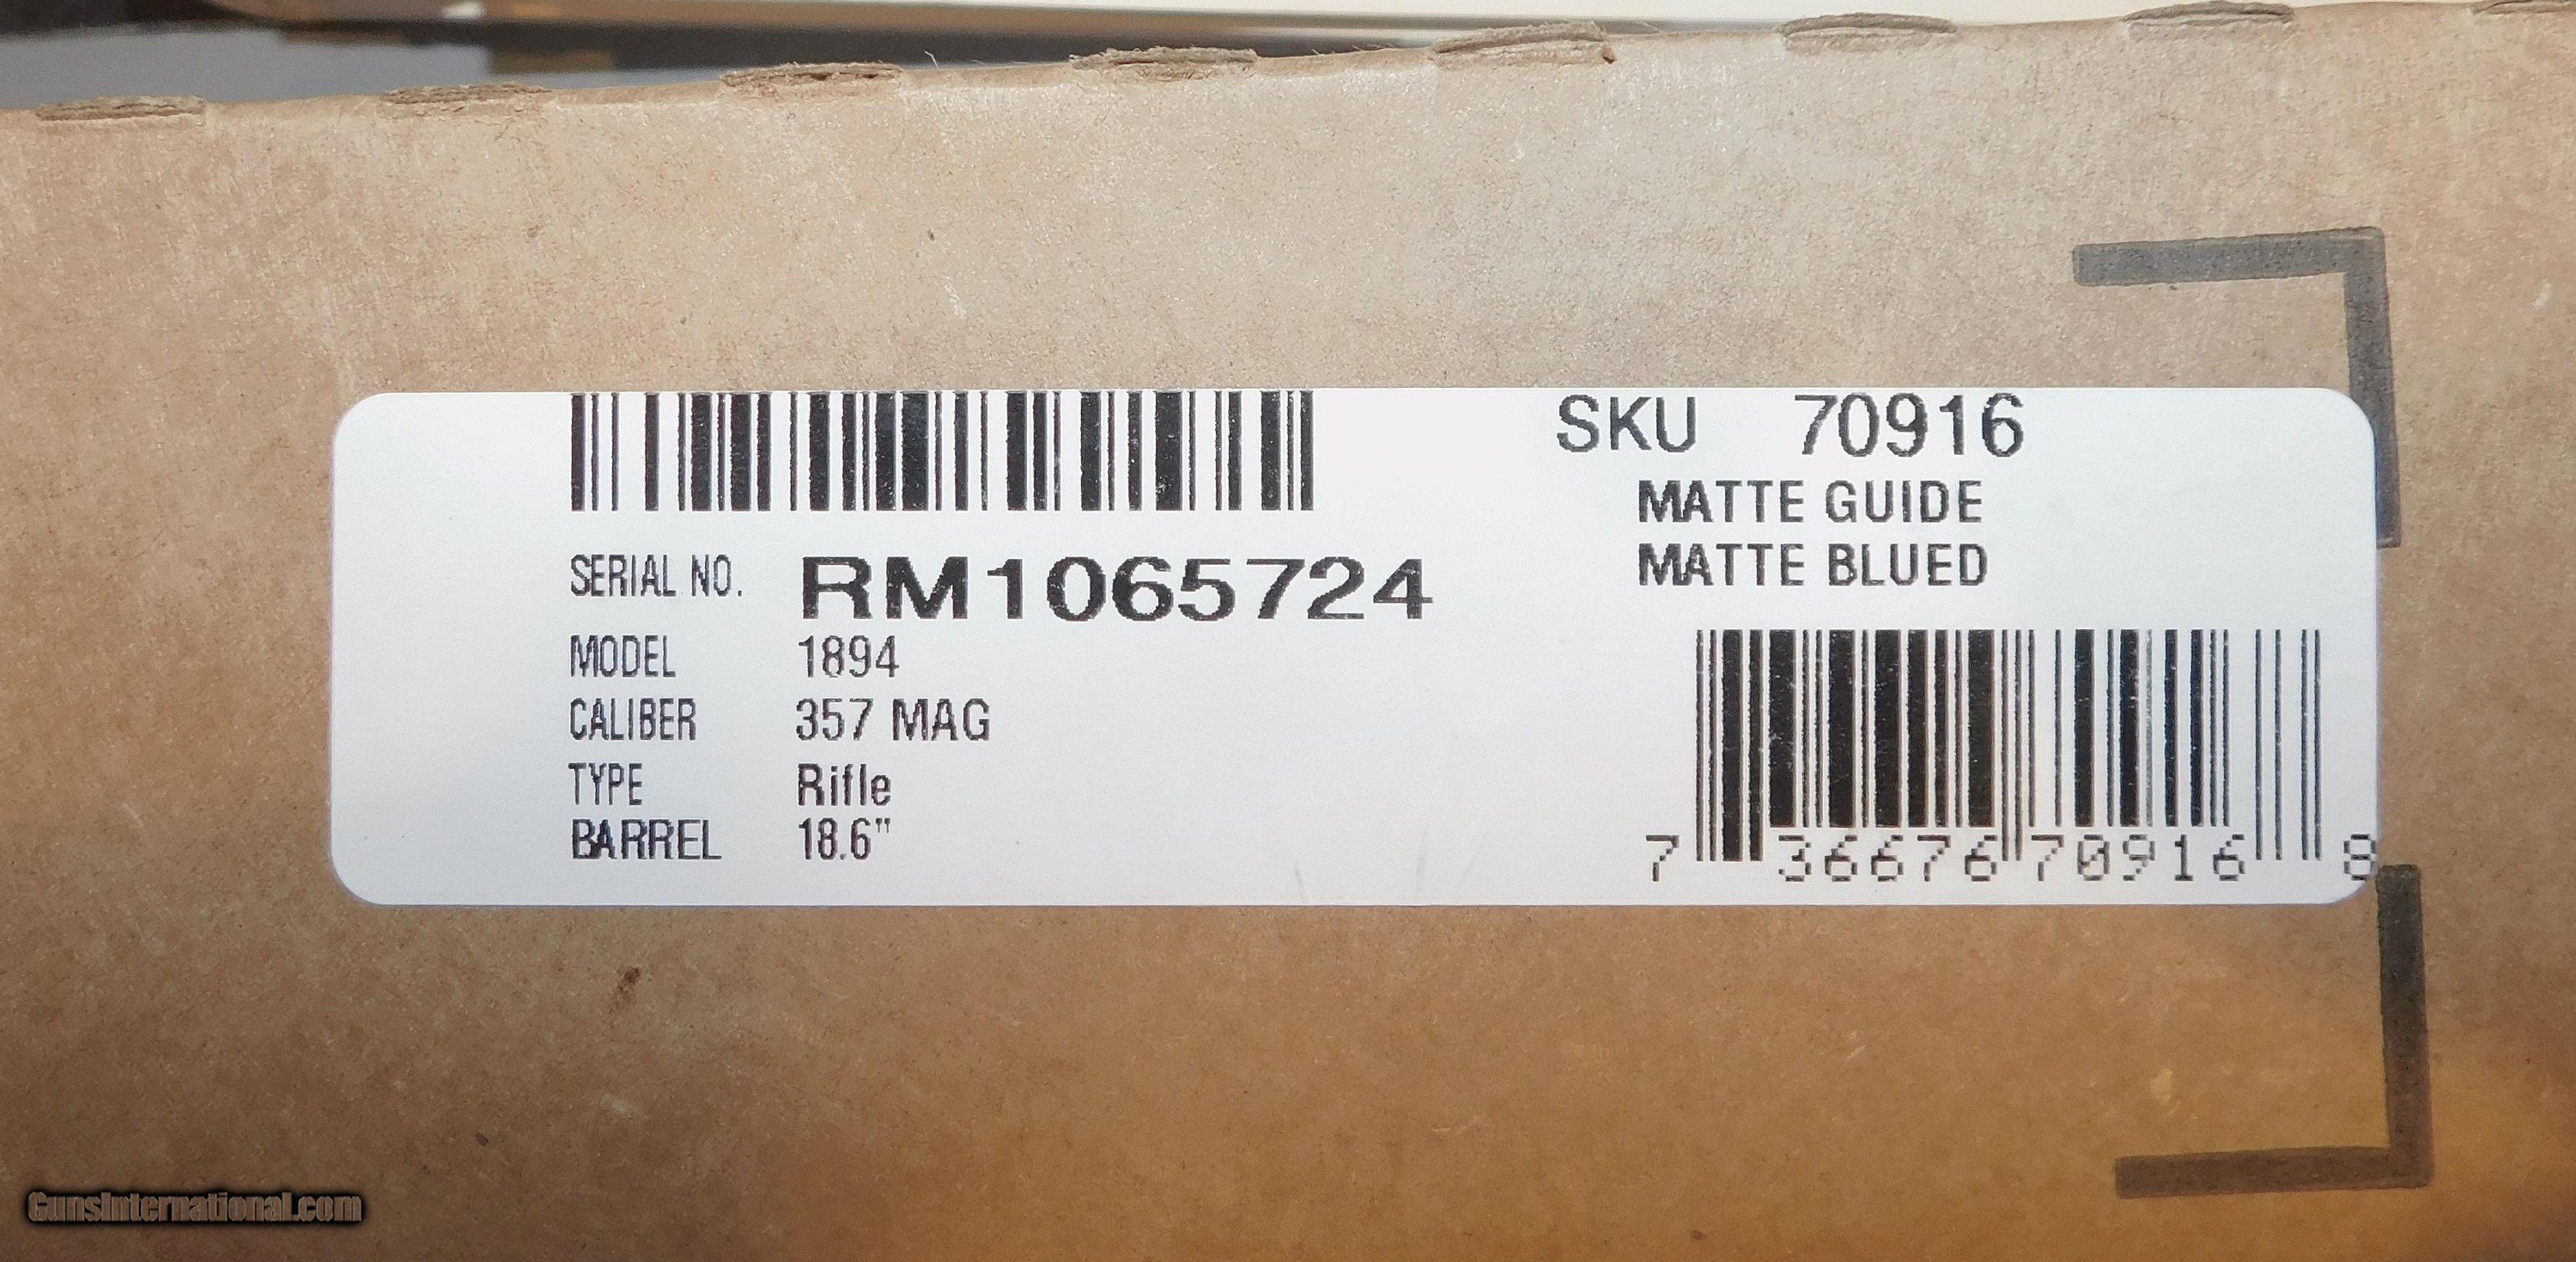 SKU 70916
MATTE GUIDE
MATTE BLUED
SERIAL NO. RM1065724
MODEL 1894
CALIBER 357 MAG
TYPE Rifle
BARREL 18.6"
7 36676 70916 8
GunsInternational.com